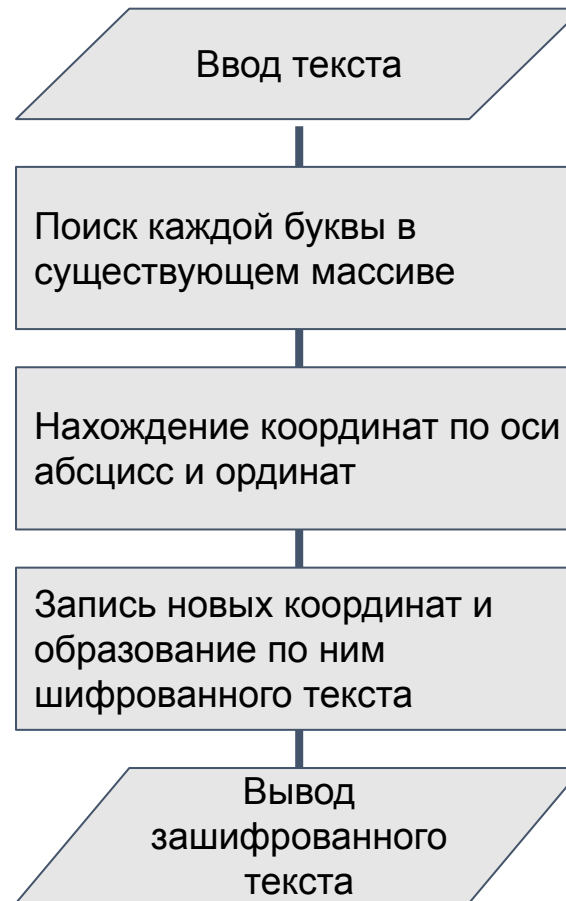 Ввод текста
Поиск каждой буквы в
существующем массиве
Нахождение координат по оси
абсцисс и ординат
Запись новых координат и
образование по ним
шифрованного текста
Вывод
зашифрованного
текста